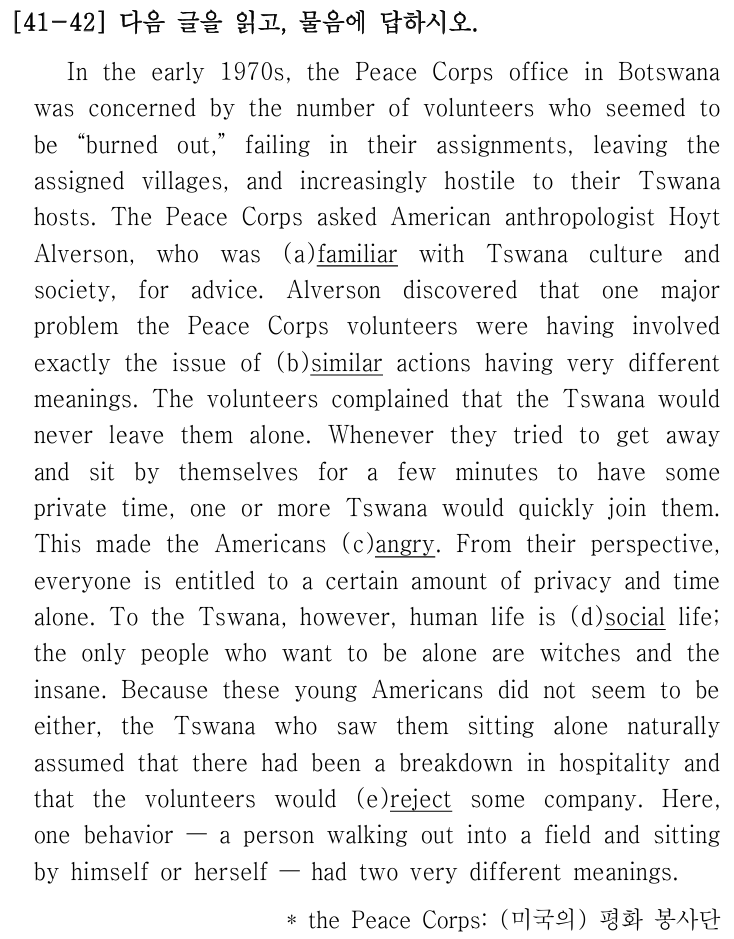 [41-42] 다음 글을 읽고, 물음에 답하시오.
In the early 1970s, the Peace Corps office in Botswana
was concerned by the number of volunteers who seemed to
be “burned out,” failing in their assignments, leaving the
assigned villages, and increasingly hostile to their Tswana
hosts. The Peace Corps asked American anthropologist Hoyt
Alverson, who was (a)familiar with Tswana culture and
society, for advice. Alverson discovered that one major
problem the Peace Corps volunteers were having involved
exactly the issue of (b)similar actions having very different
meanings. The volunteers complained that the Tswana would
never leave them alone. Whenever they tried to get away
and sit by themselves for a few minutes to have some
private time, one or more Tswana would quickly join them.
This made the Americans (c)angry. From their perspective,
everyone is entitled to a certain amount of privacy and time
alone. To the Tswana, however, human life is (d)social life;
the only people who want to be alone are witches and the
insane. Because these young Americans did not seem to be
either, the Tswana who saw them sitting alone naturally
assumed that there had been a breakdown in hospitality and
that the volunteers would (e)reject some company. Here,
one behavior — a person walking out into a field and sitting
by himself or herself — had two very different meanings.
* the Peace Corps: (미국의) 평화 봉사단